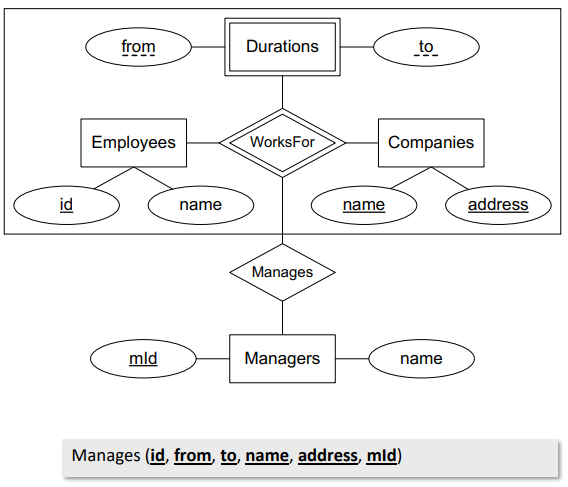 from Durations to
Employees WorksFor Companies
id name name address
Manages
mId Managers name
Manages (id, from, to, name, address, mId)